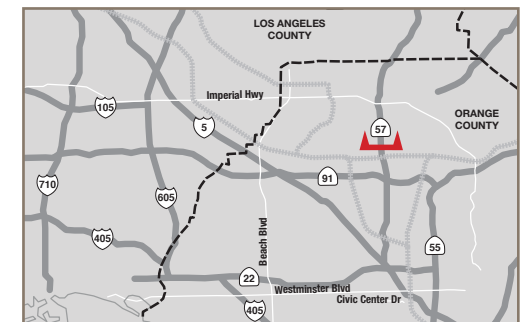 LOS ANGELES
COUNTY
Imperial Hwy
105
5
57
ORANGE
COUNTY
710
605
91
405
Beach Blvd
55
22
Westminster Blvd
Civic Center Dr
405